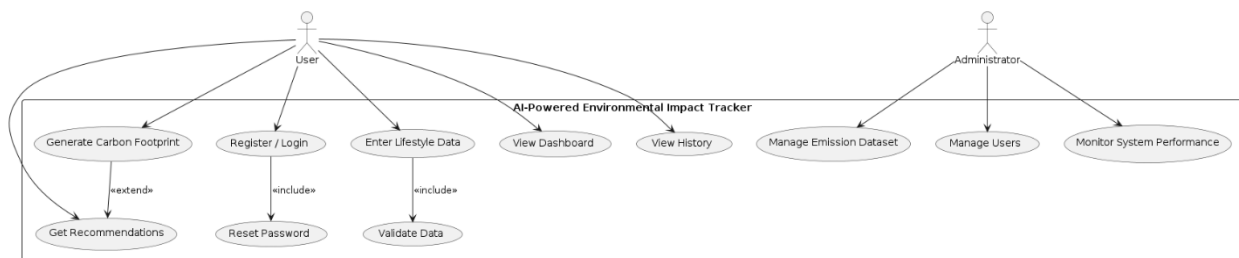 User
Administrator
AI-Powered Environmental Impact Tracker
Generate Carbon Footprint
Register / Login
Enter Lifestyle Data
View Dashboard
View History
Manage Emission Dataset
Manage Users
Monitor System Performance
«extend»
«include»
«include»
Get Recommendations
Reset Password
Validate Data